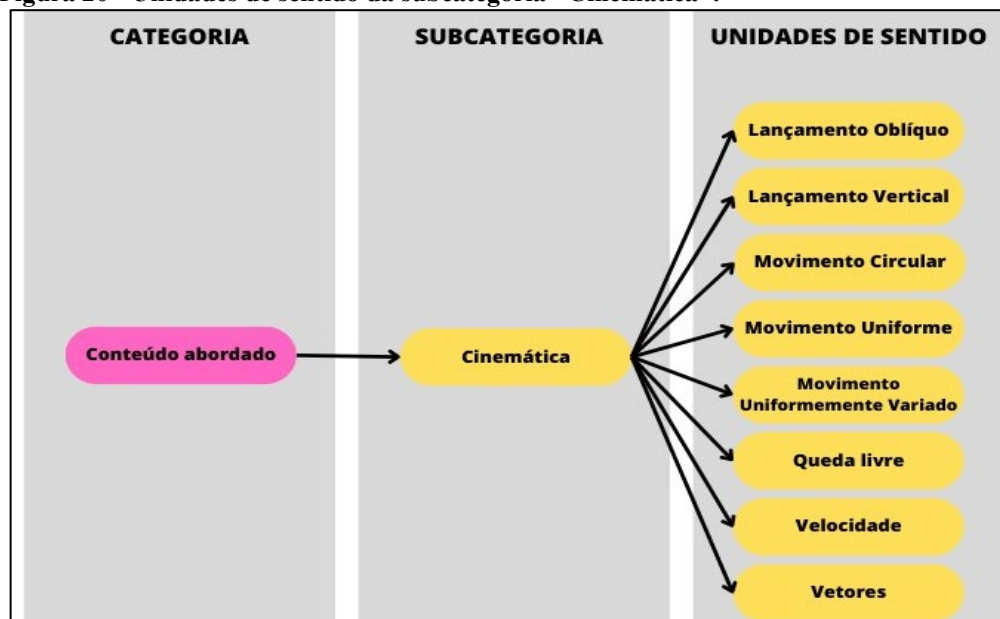 CATEGORIA
SUBCATEGORIA
UNIDADES DE SENTIDO
Lançamento Oblíquo
Lançamento Vertical
Movimento Circular
Movimento Uniforme
Conteúdo abordado
Cinemática
Movimento
Uniformemente Variado
Queda livre
Velocidade
Vetores